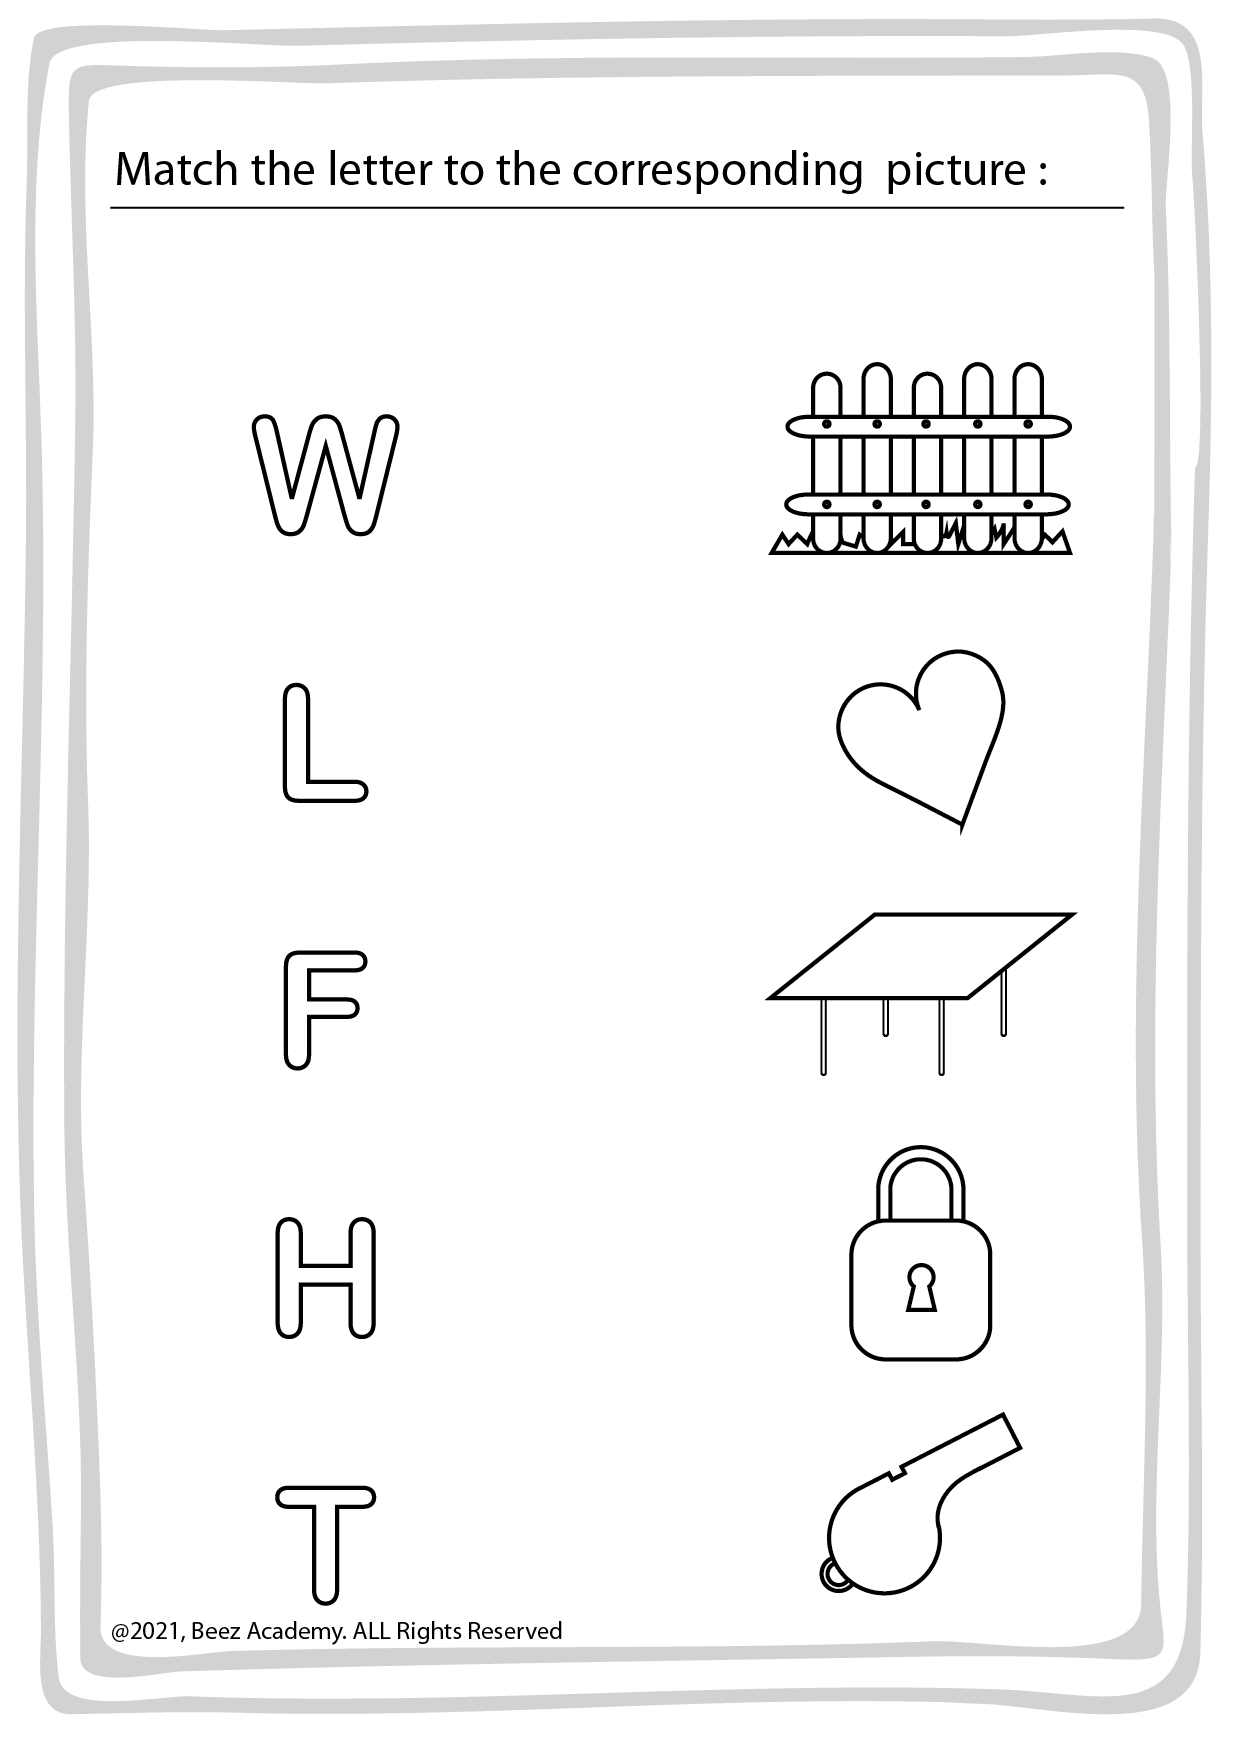 Match the letter to the corresponding picture :
W
L
F
H
T
@2021, Beez Academy. ALL Rights Reserved